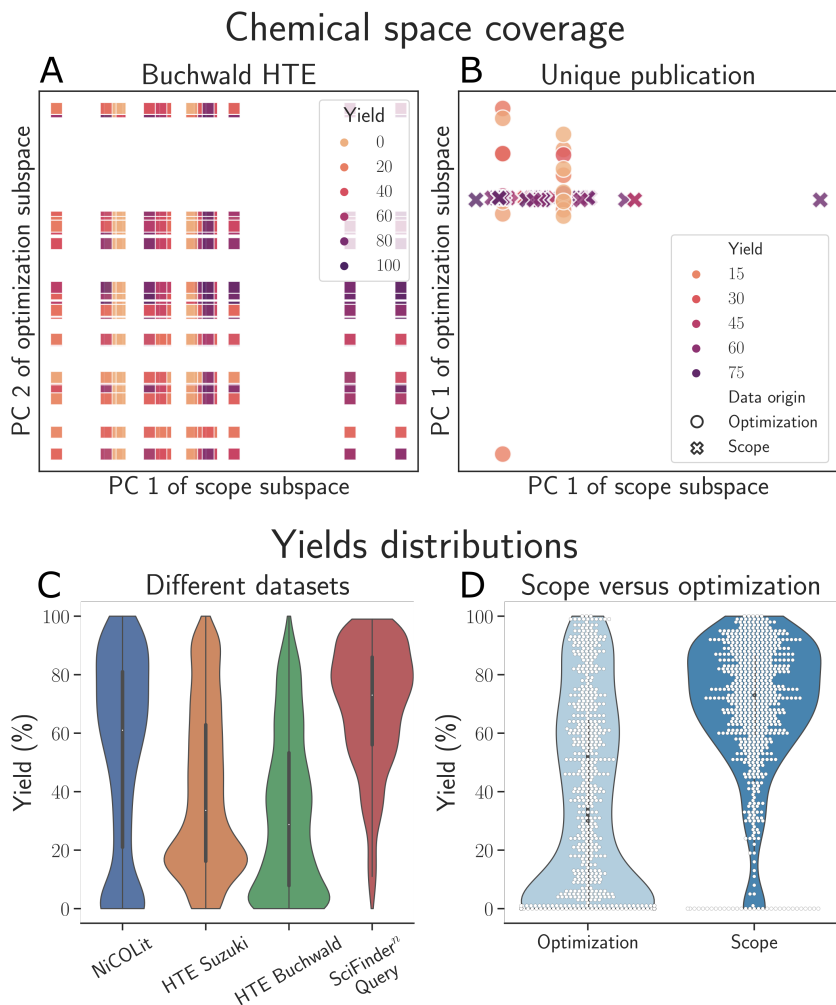 Chemical space coverage
A
Buchwald HTE
PC 2 of optimization subspace
Yield
0
20
40
60
80
100
PC 1 of scope subspace
B
Unique publication
PC 1 of optimization subspace
Yield
15
30
45
60
75
Data origin
Optimization
Scope
PC 1 of scope subspace
Yields distributions
C
Different datasets
Yield (%)
100
80
60
40
20
0
NiCOLit
HTE Suzuki
HTE Buchwald
SciFinderⁿ
Query
D
Scope versus optimization
Yield (%)
100
80
60
40
20
0
Optimization
Scope